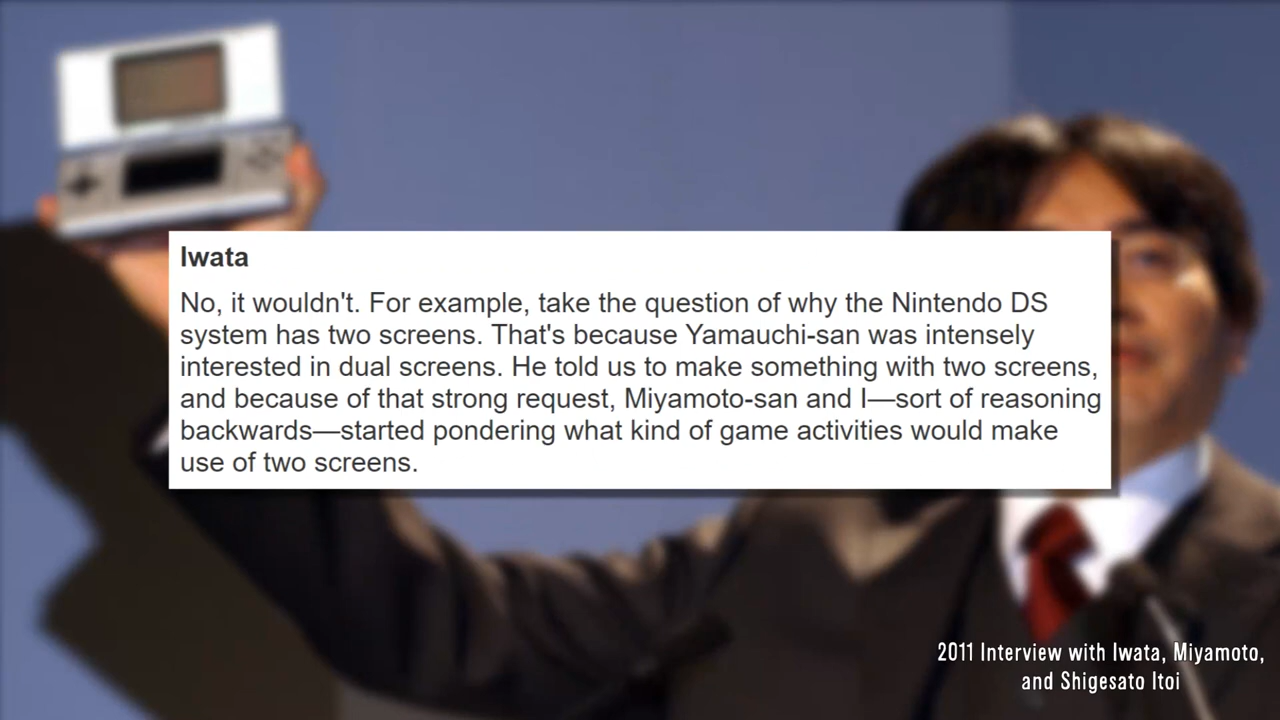 Iwata
No, it wouldn't. For example, take the question of why the Nintendo DS
system has two screens. That's because Yamauchi-san was intensely
interested in dual screens. He told us to make something with two screens,
and because of that strong request, Miyamoto-san and I—sort of reasoning
backwards—started pondering what kind of game activities would make
use of two screens.
2011 Interview with Iwata, Miyamoto,
and Shigesato Itoi